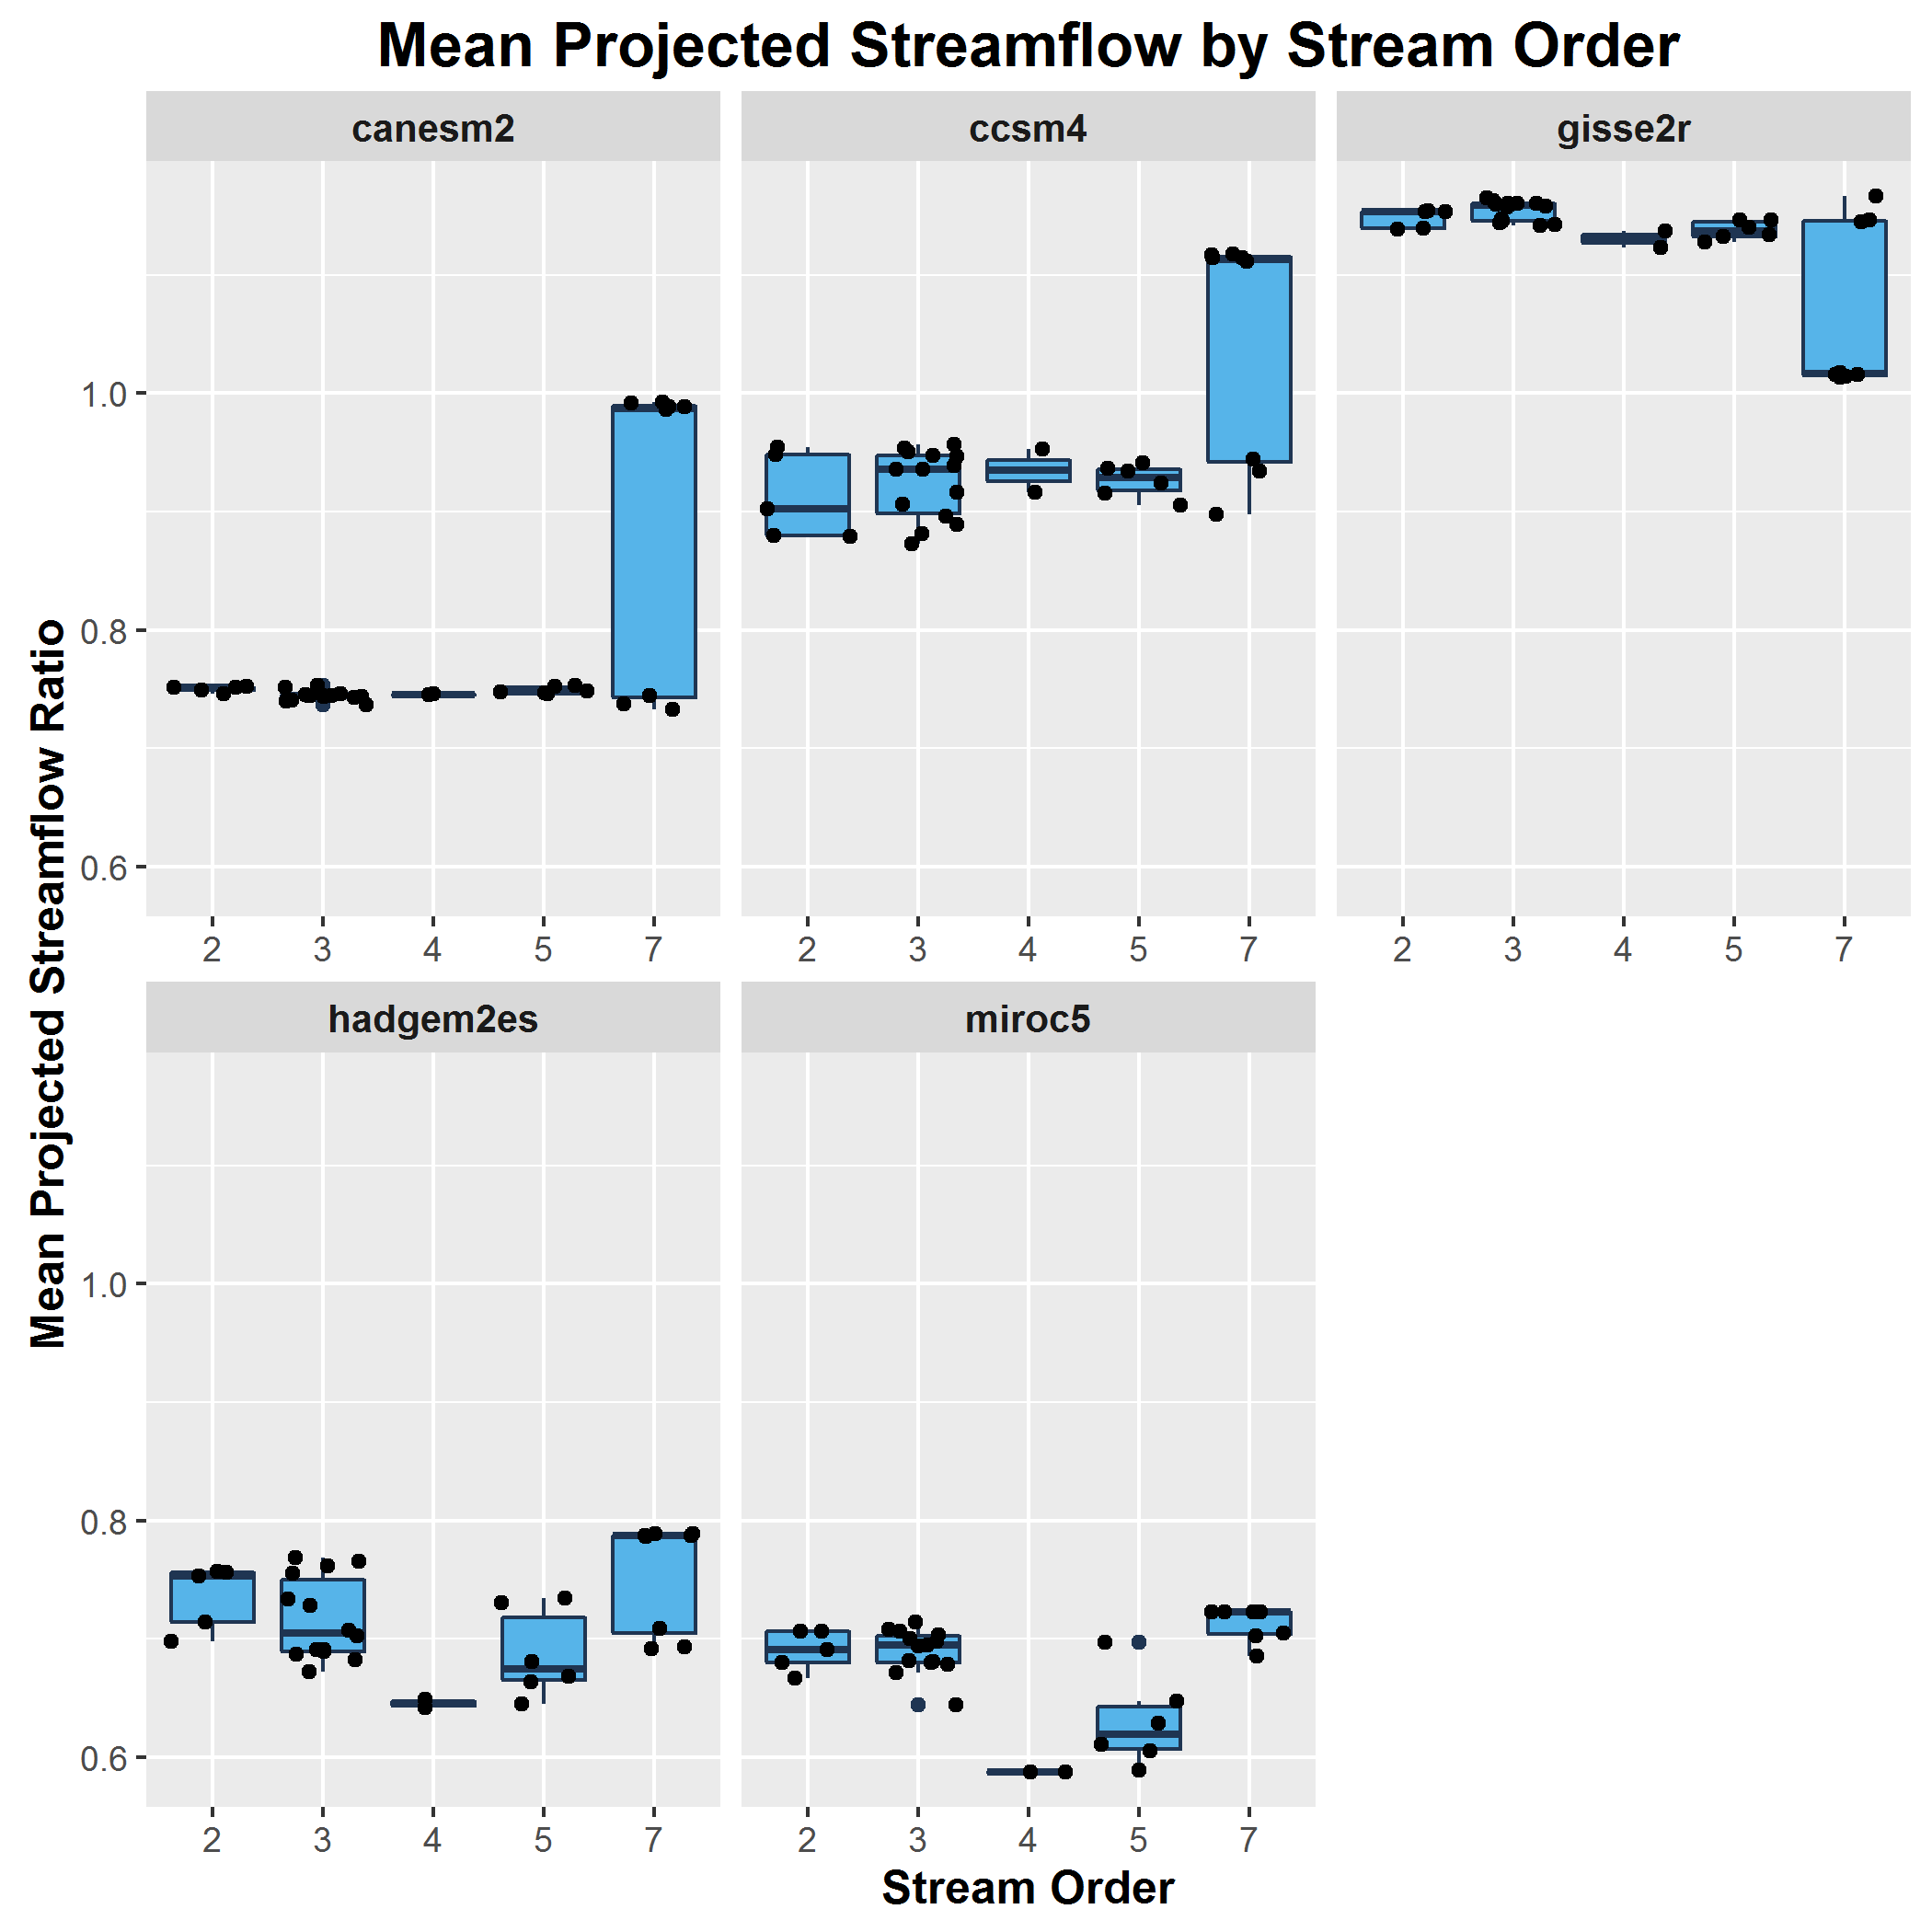 Mean Projected Streamflow by Stream Order
canesm2 ccsm4 gisse2r
Mean Projected Streamflow Ratio
1.0
0.8
0.6
2 3 4 5 7 2 3 4 5 7 2 3 4 5 7
hadgem2es miroc5
1.0
0.8
0.6
2 3 4 5 7 2 3 4 5 7
Stream Order